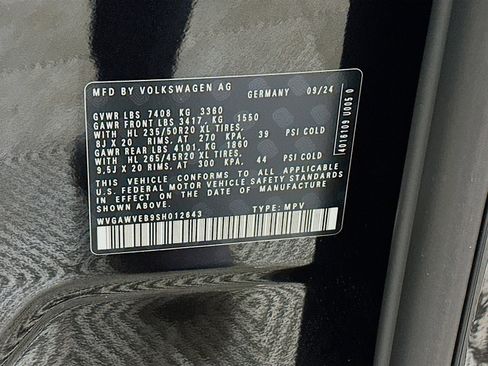 MFD BY VOLKSWAGEN AG GERMANY 09/24
GVWR LBS 7408 KG 3360
GAWR FRONT LBS 3417, KG 1550
WITH HL 235/50R20 XL TIRES,
8J X 20 RIMS, AT 270 KPA, 39 PSI COLD
GAWR REAR LBS 4101, KG 1860
WITH HL 265/45R20 XL TIRES,
9.5J X 20 RIMS, AT 300 KPA, 44 PSI COLD
THIS VEHICLE CONFORMS TO ALL APPLICABLE
U.S. FEDERAL MOTOR VEHICLE SAFETY STANDARDS
IN EFFECT ON THE DATE OF MANUFACTURE
SHOWN ABOVE.
WVGAWVEB9SH012643 TYPE: MPV
4016109 U005 0